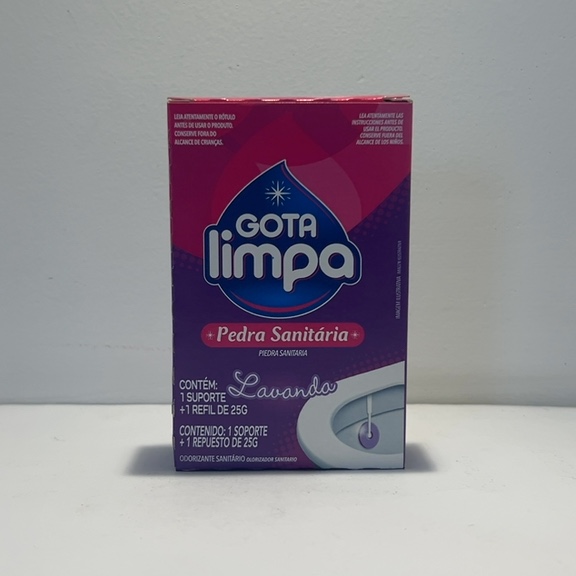 LEIA ATENTAMENTE O RÓTULO
ANTES DE USAR O PRODUTO.
CONSERVE FORA DO
ALCANCE DE CRIANÇAS.
LEA ATENTAMENTE LAS
INSTRUCCIONES ANTES DE
USAR EL PRODUCTO.
CONSERVE FUERA DEL
ALCANCE DE LOS NIÑOS.
GOTA
limpa
Pedra Sanitária
PIEDRA SANITARIA
Lavanda
CONTÉM:
1 SUPORTE
+1 REFIL DE 25G
CONTENIDO: 1 SOPORTE
+ 1 REPUESTO DE 25G
ODORIZANTE SANITÁRIO OLORIZADOR SANITARIO